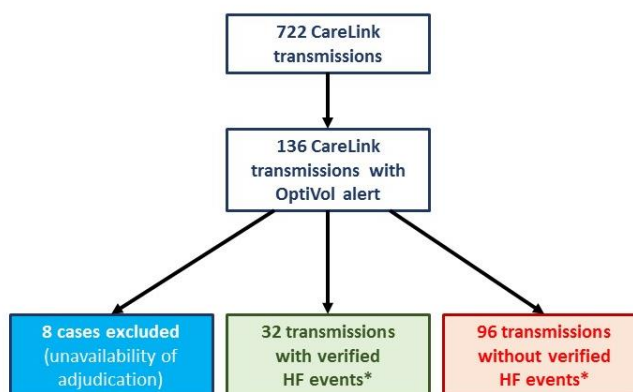 722 CareLink
transmissions
136 CareLink
transmissions with
OptiVol alert
8 cases excluded
(unavailability of
adjudication)
32 transmissions
with verified
HF events*
96 transmissions
without verified
HF events*